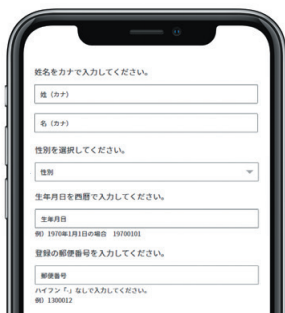 姓名をカナで入力してください。
姓（カナ）
名（カナ）
性別を選択してください。
性別
生年月日を西暦で入力してください。
生年月日
例）1970年1月1日の場合　19700101
登録の郵便番号を入力してください。
郵便番号
ハイフン「-」なしで入力してください。
例）1300012